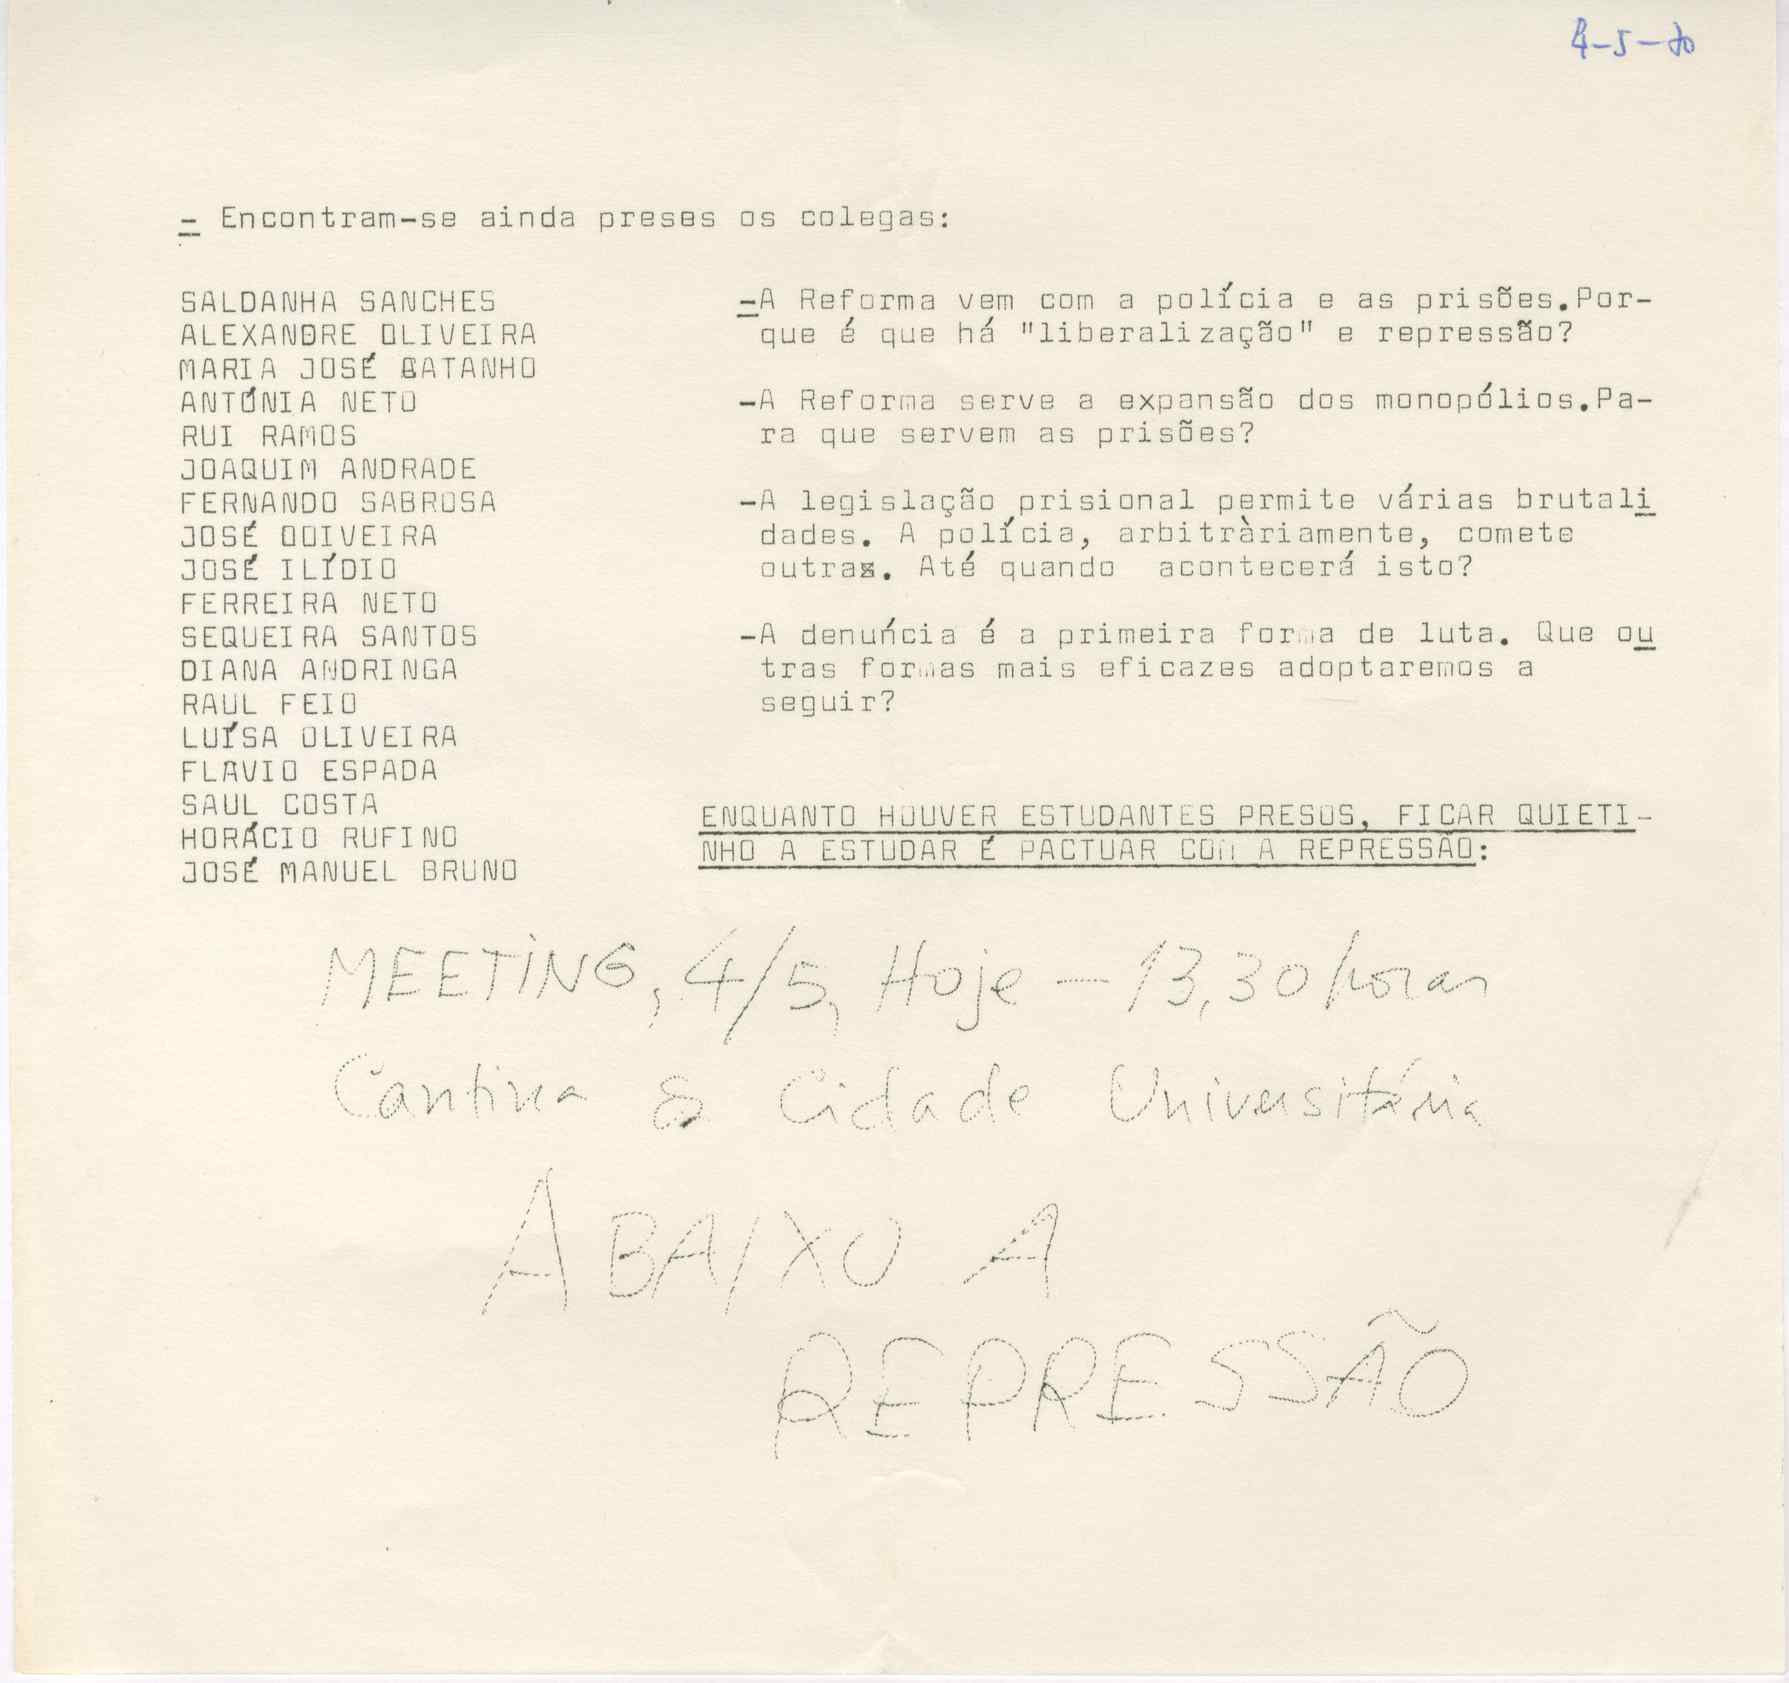 4-5-70
- Encontram-se ainda preses os colegas:
SALDANHA SANCHES
ALEXANDRE OLIVEIRA
MARIA JOSÉ CATANHO
ANTÓNIA NETO
RUI RAMOS
JOAQUIM ANDRADE
FERNANDO SABROSA
JOSÉ OOIVEIRA
JOSÉ ILÍDIO
FERREIRA NETO
SEQUEIRA SANTOS
DIANA ANDRINGA
RAUL FEIO
LUÍSA OLIVEIRA
FLAVIO ESPADA
SAUL COSTA
HORÁCIO RUFINO
JOSÉ MANUEL BRUNO
-A Reforma vem com a polícia e as prisões.Por-
que é que há "liberalização" e repressão?
-A Reforma serve a expansão dos monopólios.Pa-
ra que servem as prisões?
-A legislação prisional permite várias brutali
dades. A polícia, arbitràriamente, comete
outras. Até quando acontecerá isto?
-A denuńcia é a primeira forma de luta. Que ou
tras formas mais eficazes adoptaremos a
seguir?
ENQUANTO HOUVER ESTUDANTES PRESOS, FICAR QUIETI-
NHO A ESTUDAR É PACTUAR COM A REPRESSÃO:
MEETING, 4/5, Hoje - 13,30 horas
Cantina Cidade Universitária
ABAIXO A
REPRESSÃO